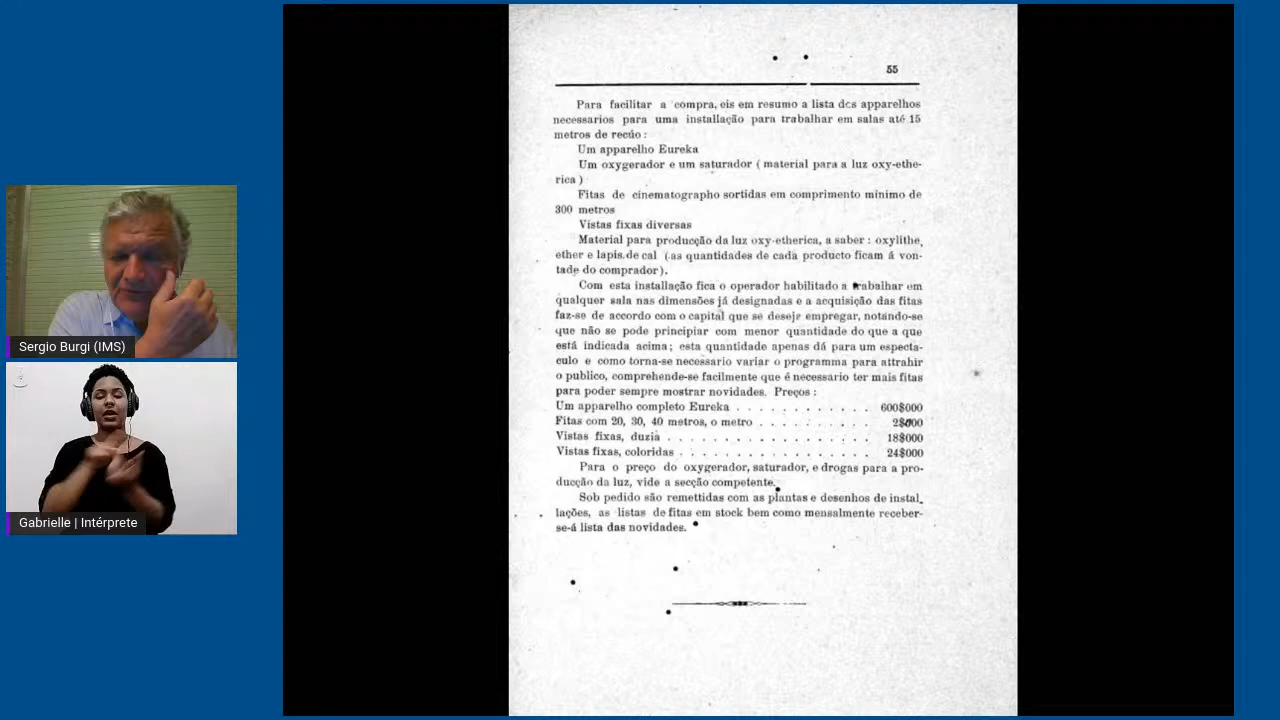 55
Para facilitar a compra, eis em resumo a lista dos apparelhos
necessarios para uma installação para trabalhar em salas até 15
metros de recúo :
Um apparelho Eureka
Um oxygerador e um saturador ( material para a luz oxy-ethe-
rica )
Fitas de cinematographo sortidas em comprimento minimo de
300 metros
Vistas fixas diversas
Material para producção da luz oxy-etherica, a saber : oxylithe,
ether e lapis de cal (as quantidades de cada producto ficam á von-
tade do comprador).
Com esta installação fica o operador habilitado a trabalhar em
qualquer sala nas dimensões já designadas e a acquisição das fitas
faz-se de accordo com o capital que se deseje empregar, notando-se
que não se pode principiar com menor quantidade do que a que
está indicada acima; esta quantidade apenas dá para um especta-
culo e como torna-se necessario variar o programma para attrahir
o publico, comprehende-se facilmente que é necessario ter mais fitas
para poder sempre mostrar novidades. Preços :
Um apparelho completo Eureka . . . . . . . . . . . 600$000
Fitas com 20, 30, 40 metros, o metro . . . . . . . . . 2$000
Vistas fixas, duzia . . . . . . . . . . . . . . . . . 18$000
Vistas fixas, coloridas . . . . . . . . . . . . . . . 24$000
Para o preço do oxygerador, saturador, e drogas para a pro-
ducção da luz, vide a secção competente.
Sob pedido são remettidas com as plantas e desenhos de instal-
lações, as listas de fitas em stock bem como mensalmente receber-
se-á lista das novidades.
Sergio Burgi (IMS)
Gabrielle | Intérprete